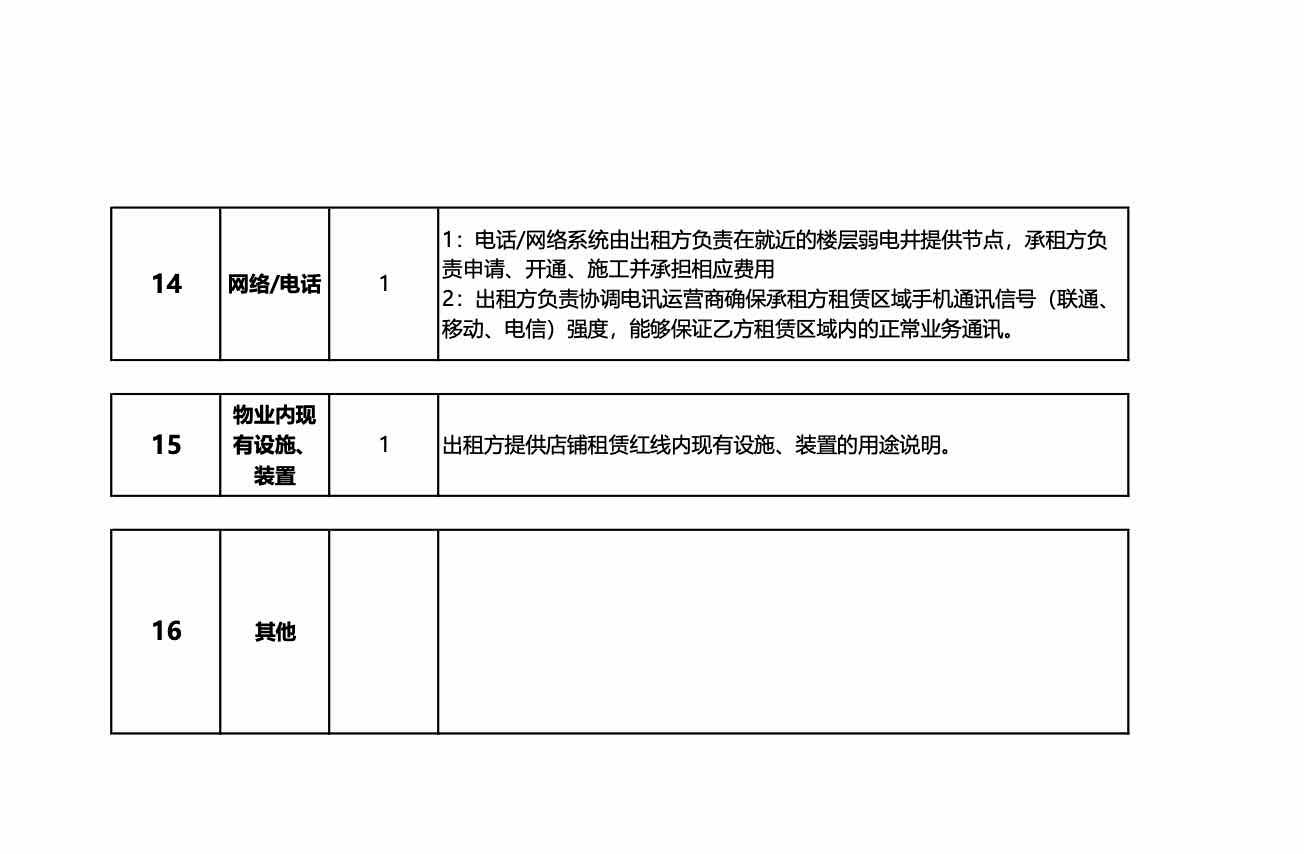 14
网络/电话
1
1：电话/网络系统由出租方负责在就近的楼层弱电井提供节点，承租方负
责申请、开通、施工并承担相应费用
2：出租方负责协调电讯运营商确保承租方租赁区域手机通讯信号（联通、
移动、电信）强度，能够保证乙方租赁区域内的正常业务通讯。
15
物业内现
有设施、
装置
1
出租方提供店铺租赁红线内现有设施、装置的用途说明。
16
其他